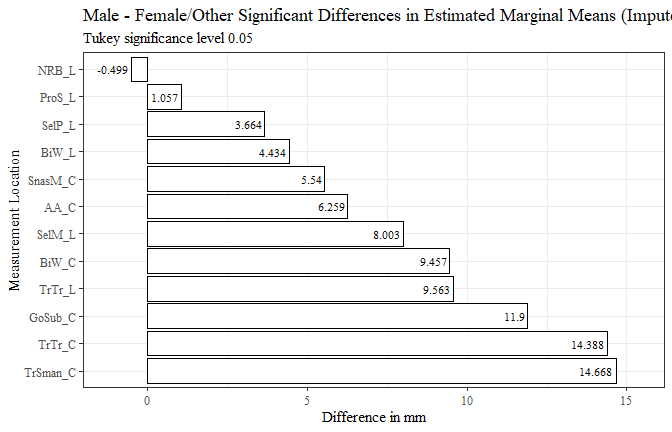 Male - Female/Other Significant Differences in Estimated Marginal Means (Impute
Tukey significance level 0.05
Measurement Location
NRB_L
-0.499
ProS_L
1.057
SelP_L
3.664
BiW_L
4.434
SnasM_C
5.54
AA_C
6.259
SelM_L
8.003
BiW_C
9.457
TrTr_L
9.563
GoSub_C
11.9
TrTr_C
14.388
TrSman_C
14.668
0
5
10
15
Difference in mm